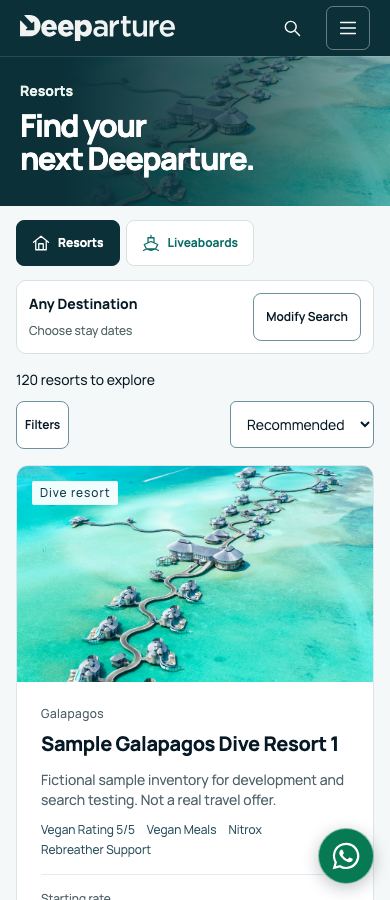 Deeparture
Resorts
Find your
next Deeparture.
Resorts
Liveaboards
Any Destination
Choose stay dates
Modify Search
120 resorts to explore
Filters
Recommended
Dive resort
Galapagos
Sample Galapagos Dive Resort 1
Fictional sample inventory for development and
search testing. Not a real travel offer.
Vegan Rating 5/5 Vegan Meals Nitrox
Rebreather Support
Starting rate